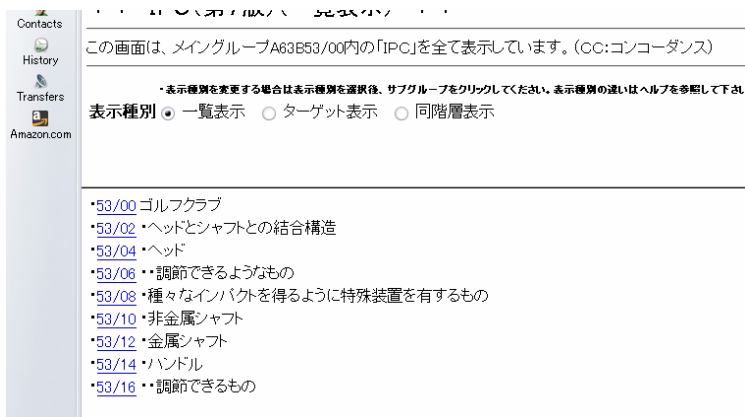 Contacts
History
Transfers
Amazon.com
この画面は、メイングループA63B53/00内の「IPC」を全て表示しています。(CC:コンコーダンス)
・表示種別を変更する場合は表示種別を選択後、サブグループをクリックしてください。表示種別の違いはヘルプを参照して下さ
表示種別 一覧表示 ターゲット表示 同階層表示
・53/00 ゴルフクラブ
・53/02 ・ヘッドとシャフトとの結合構造
・53/04 ・ヘッド
・53/06 ・・調節できるようなもの
・53/08 ・種々なインパクトを得るように特殊装置を有するもの
・53/10 ・非金属シャフト
・53/12 ・金属シャフト
・53/14 ・ハンドル
・53/16 ・・調節できるもの